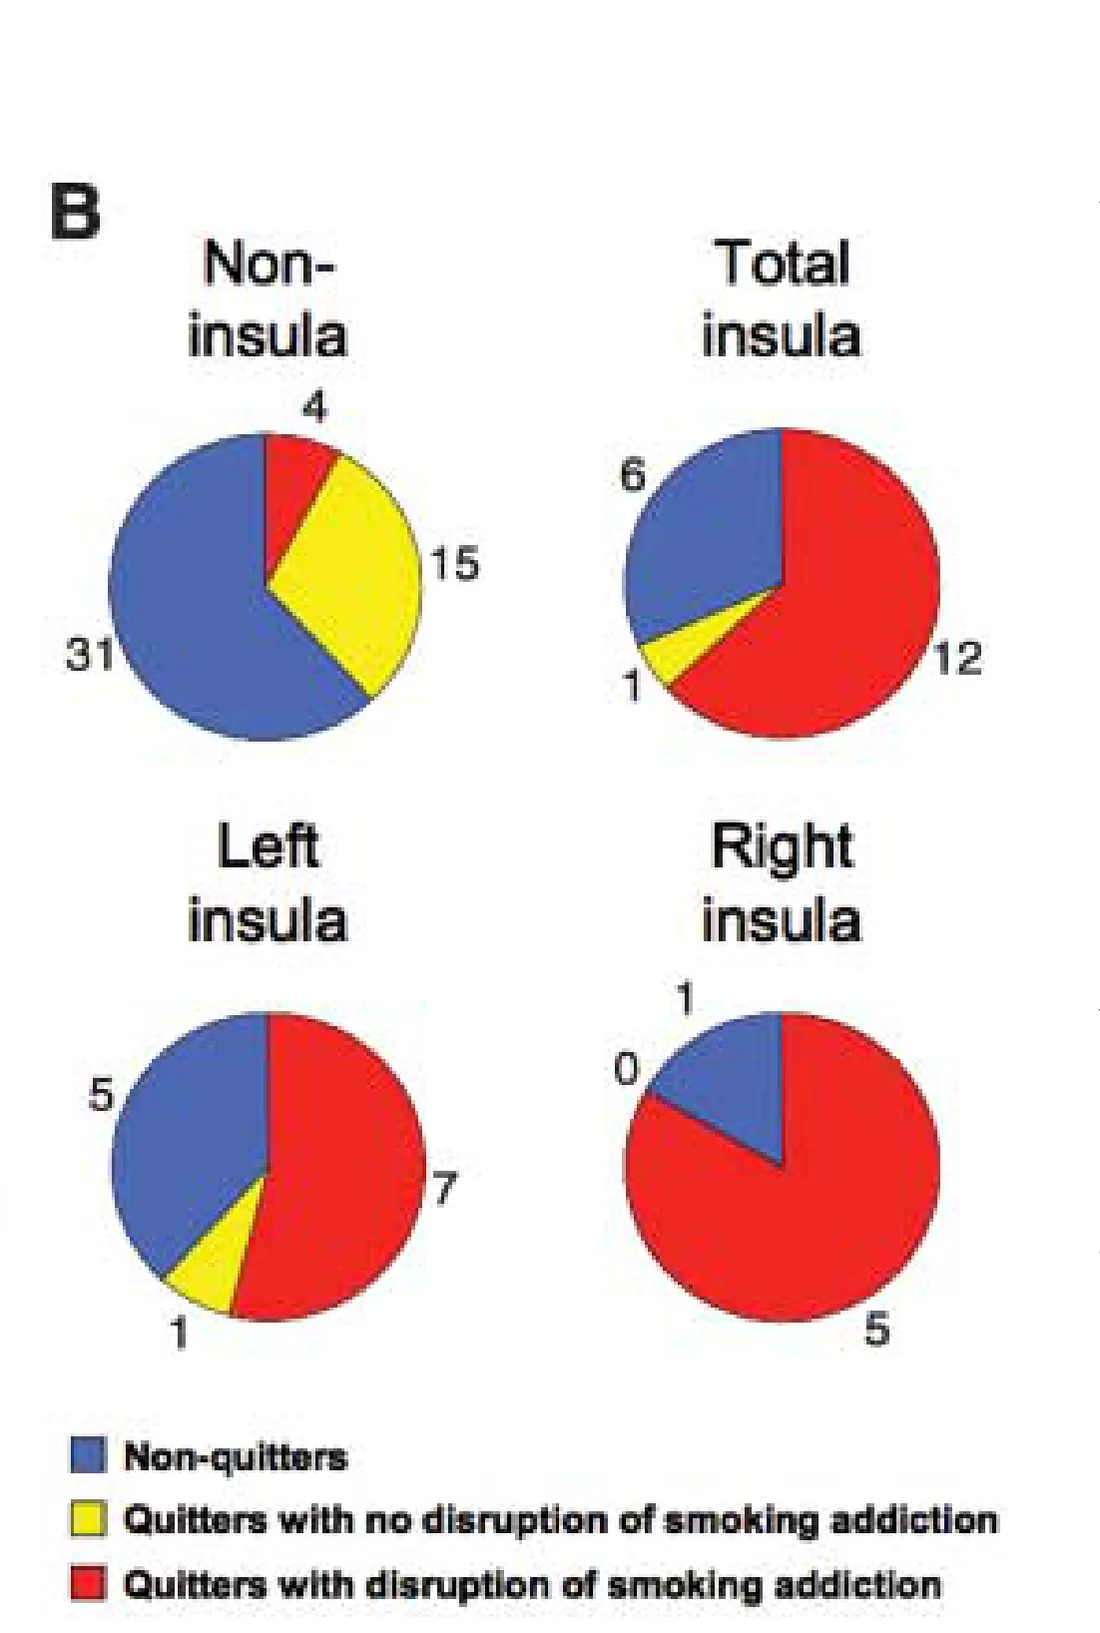 B
Non-
insula
Total
insula
4
15
31
6
1
12
Left
insula
Right
insula
5
7
1
1
0
5
Non-quitters
Quitters with no disruption of smoking addiction
Quitters with disruption of smoking addiction